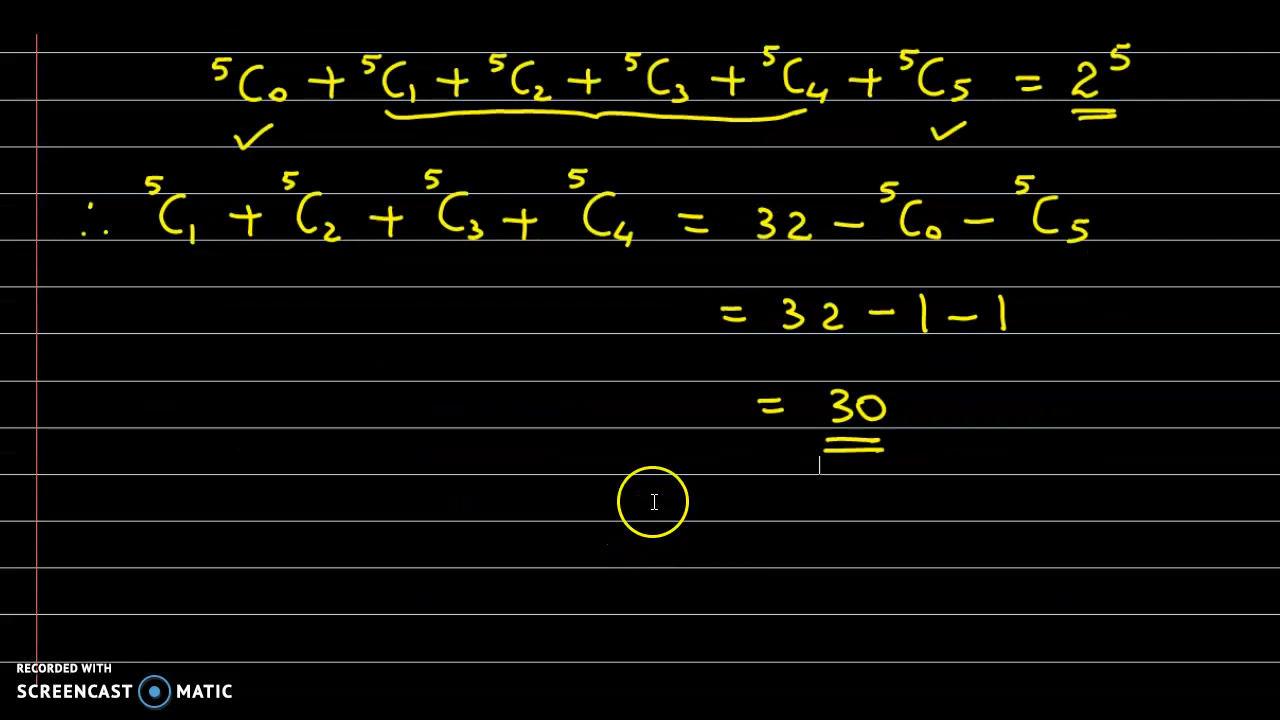 ⁵C₀ + ⁵C₁ + ⁵C₂ + ⁵C₃ + ⁵C₄ + ⁵C₅ = 2⁵
∴ ⁵C₁ + ⁵C₂ + ⁵C₃ + ⁵C₄ = 32 - ⁵C₀ - ⁵C₅
= 32 - 1 - 1
= 30
RECORDED WITH
SCREENCAST MATIC